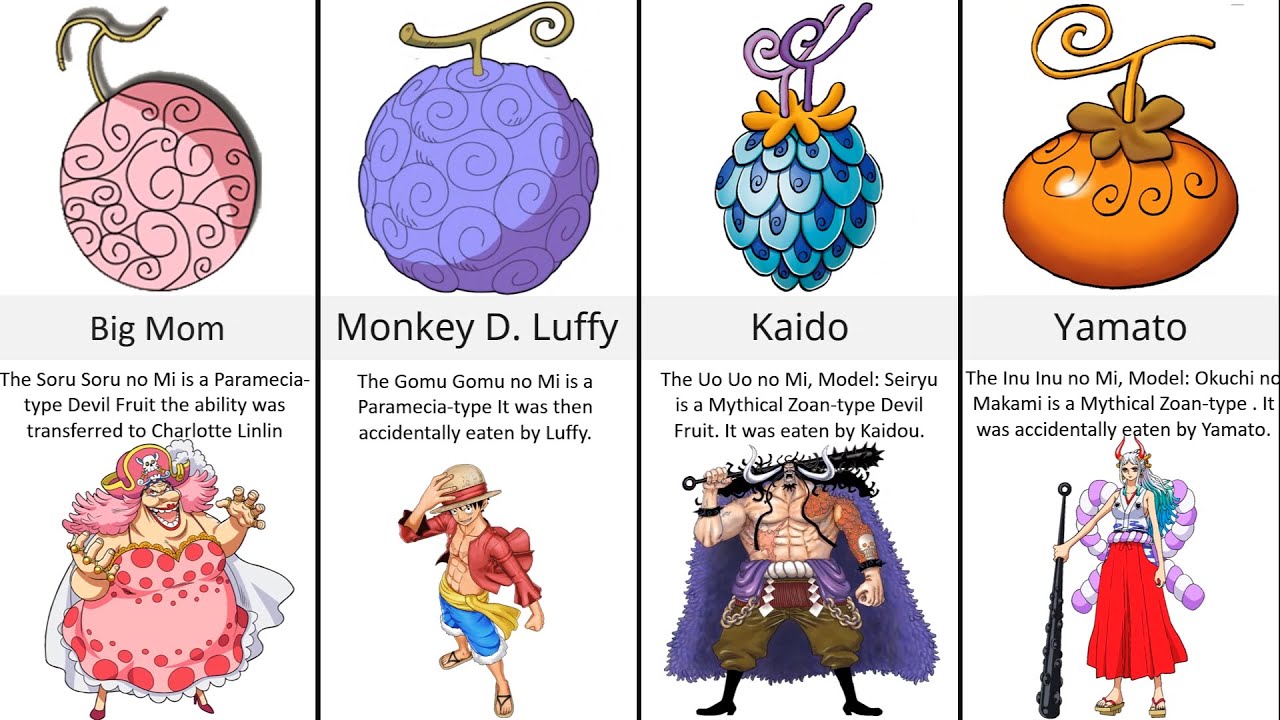 Big Mom
The Soru Soru no Mi is a Paramecia-
type Devil Fruit the ability was
transferred to Charlotte Linlin
Monkey D. Luffy
The Gomu Gomu no Mi is a
Paramecia-type It was then
accidentally eaten by Luffy.
Kaido
The Uo Uo no Mi, Model: Seiryu
is a Mythical Zoan-type Devil
Fruit. It was eaten by Kaidou.
Yamato
The Inu Inu no Mi, Model: Okuchi no
Makami is a Mythical Zoan-type . It
was accidentally eaten by Yamato.